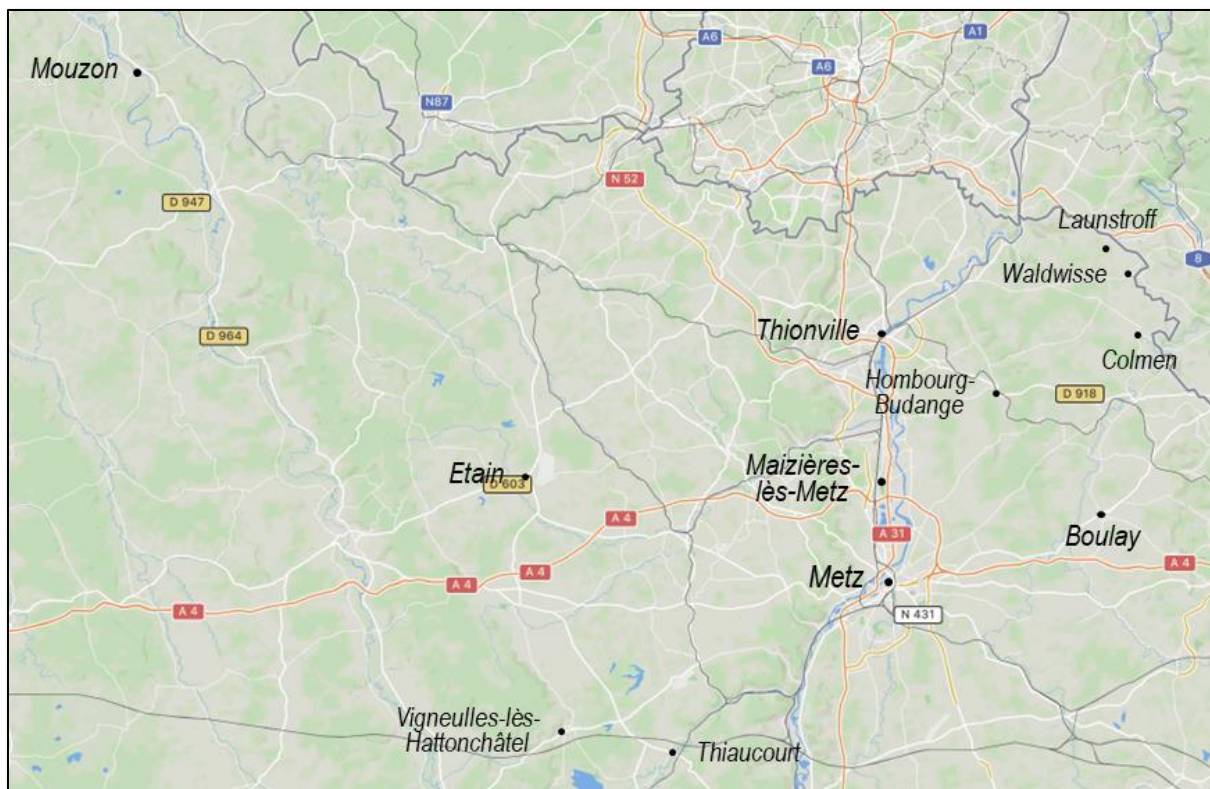 A6
A1
Mouzon
A6
N87
N 52
D 947
Launstroff
8
Waldwisse
Thionville
D 964
Colmen
Hombourg-
Budange
D 918
Maizières-
lès-Metz
Etain
D 603
A 4
Boulay
A 31
A 4
A 4
Metz
A 4
A 4
N 431
Vigneulles-lès-
Hattonchâtel
Thiaucourt